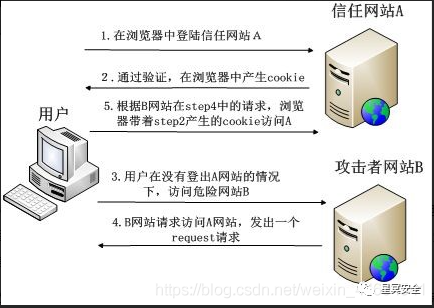 信任网站A
1.在浏览器中登陆信任网站A
2.通过验证，在浏览器中产生cookie
用户
5.根据B网站在step4中的请求，浏览
器带着step2产生的cookie访问A
攻击者网站B
3.用户在没有登出A网站的情况
下，访问危险网站B
4.B网站请求访问A网站，发出一个
request请求
https://blog.csdn.net/weixin_
星冥安全